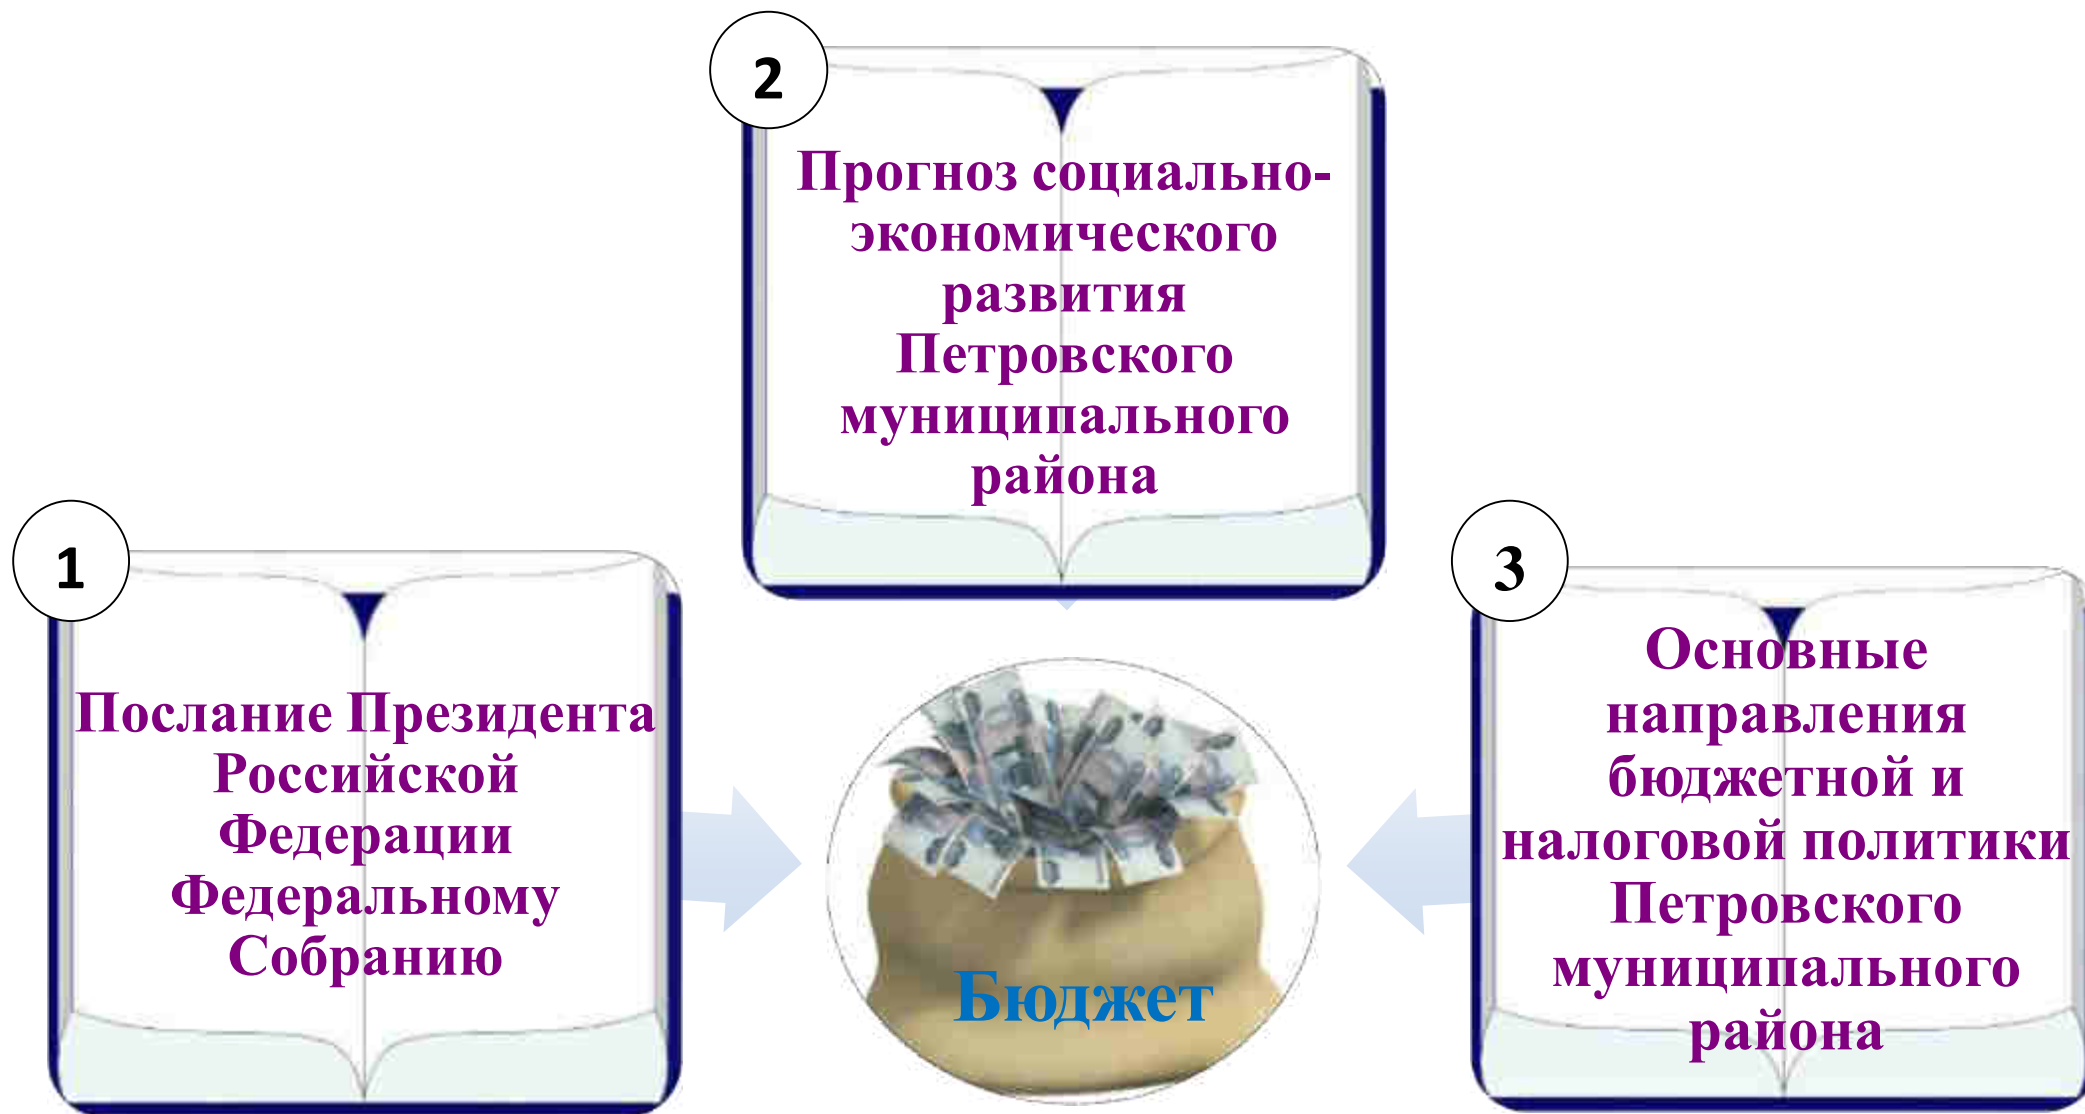 1
Послание Президента
Российской
Федерации
Федеральному
Собранию
2
Прогноз социально-
экономического
развития
Петровского
муниципального
района
3
Основные
направления
бюджетной и
налоговой политики
Петровского
муниципального
района
Бюджет